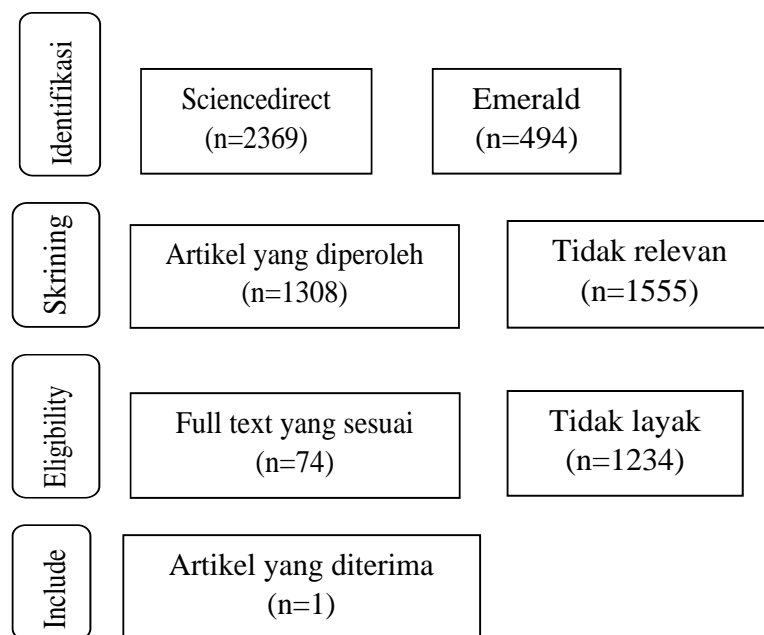 Identifikasi
Sciencedirect
(n=2369)
Emerald
(n=494)
Skrining
Artikel yang diperoleh
(n=1308)
Tidak relevan
(n=1555)
Eligibility
Full text yang sesuai
(n=74)
Tidak layak
(n=1234)
Include
Artikel yang diterima
(n=1)